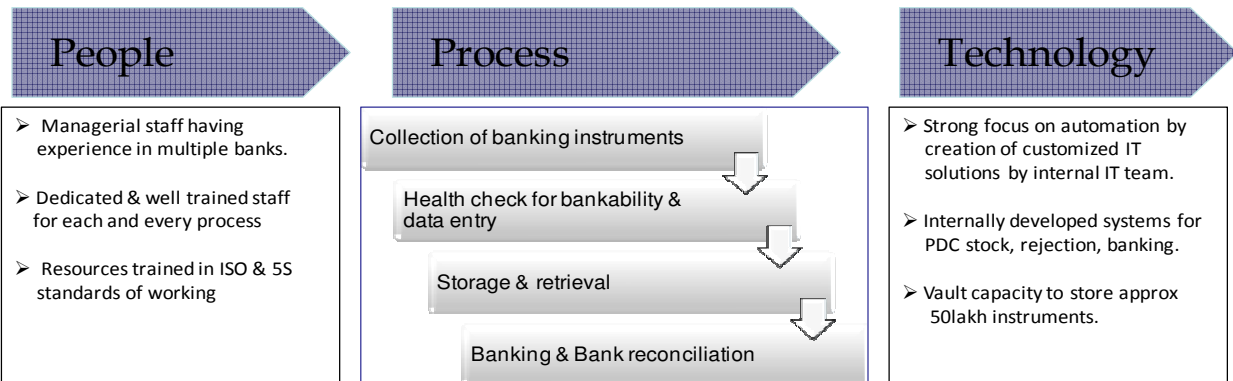 People
➢ Managerial staff having
experience in multiple banks.
➢ Dedicated & well trained staff
for each and every process
➢ Resources trained in ISO & 5S
standards of working
Process
Collection of banking instruments
Health check for bankability &
data entry
Storage & retrieval
Banking & Bank reconciliation
Technology
➢ Strong focus on automation by
creation of customized IT
solutions by internal IT team.
➢ Internally developed systems for
PDC stock, rejection, banking.
➢ Vault capacity to store approx
50lakh instruments.